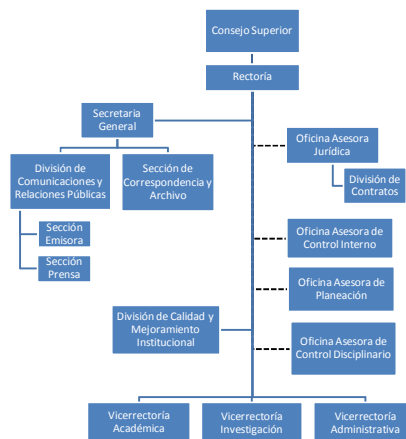 Consejo Superior
Rectoría
Secretaria
General
Oficina Asesora
Jurídica
División de
Comunicaciones y
Relaciones Públicas
Sección de
Correspondencia y
Archivo
División de
Contratos
Sección
Emisora
Oficina Asesora de
Control Interno
Sección
Prensa
Oficina Asesora de
Planeación
División de Calidad y
Mejoramiento
Institucional
Oficina Asesora de
Control Disciplinario
Vicerrectoría
Académica
Vicerrectoría
Investigación
Vicerrectoría
Administrativa